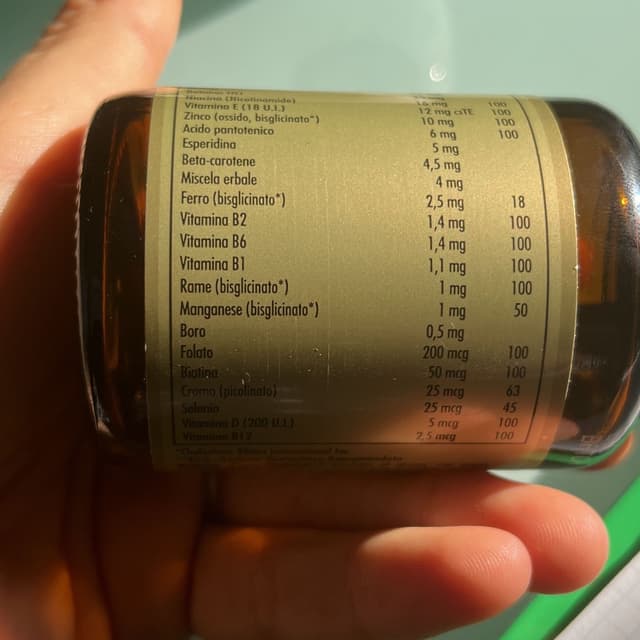 Niacina (Nicotinamide) 16 mg 100
Vitamina E (18 U.I.) 12 mg αTE 100
Zinco (ossido, bisglicinato*) 10 mg 100
Acido pantotenico 6 mg 100
Esperidina 5 mg
Beta-carotene 4,5 mg
Miscela erbale 4 mg
Ferro (bisglicinato*) 2,5 mg 18
Vitamina B2 1,4 mg 100
Vitamina B6 1,4 mg 100
Vitamina B1 1,1 mg 100
Rame (bisglicinato*) 1 mg 100
Manganese (bisglicinato*) 1 mg 50
Boro 0,5 mg
Folato 200 mcg 100
Biotina 50 mcg 100
Cromo (picolinato) 25 mcg 63
Selenio 25 mcg 45
Vitamina D (200 U.I.) 5 mcg 100
Vitamina B12 2,5 mcg 100